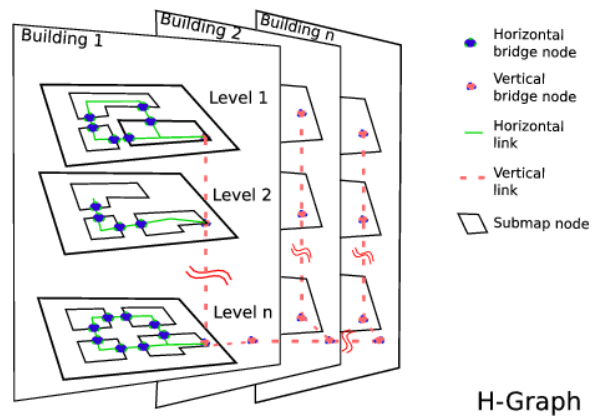 Building 1
Building 2
Building n
Level 1
Level 2
Level n
Horizontal
bridge node
Vertical
bridge node
Horizontal
link
Vertical
link
Submap node
H-Graph